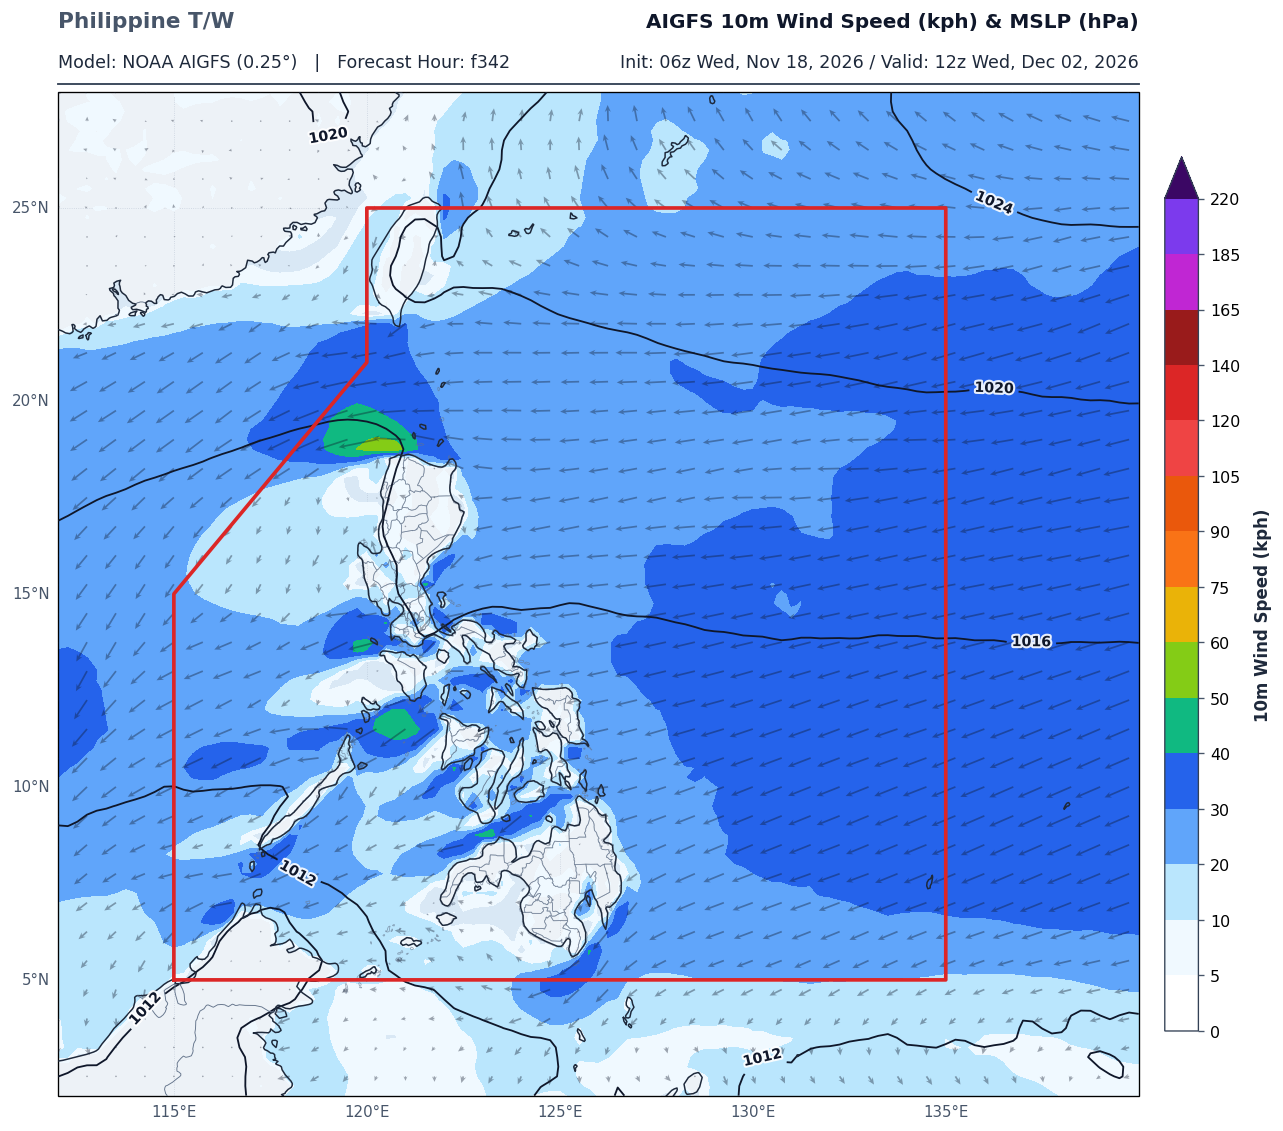 Philippine T/W
AIGFS 10m Wind Speed (kph) & MSLP (hPa)
Model: NOAA AIGFS (0.25°)   |   Forecast Hour: f342
Init: 06z Wed, Nov 18, 2026 / Valid: 12z Wed, Dec 02, 2026
1020
1024
1020
1016
1012
1012
1012
25°N
20°N
15°N
10°N
5°N
115°E
120°E
125°E
130°E
135°E
220
185
165
140
120
105
90
75
60
50
40
30
20
10
5
0
10m Wind Speed (kph)